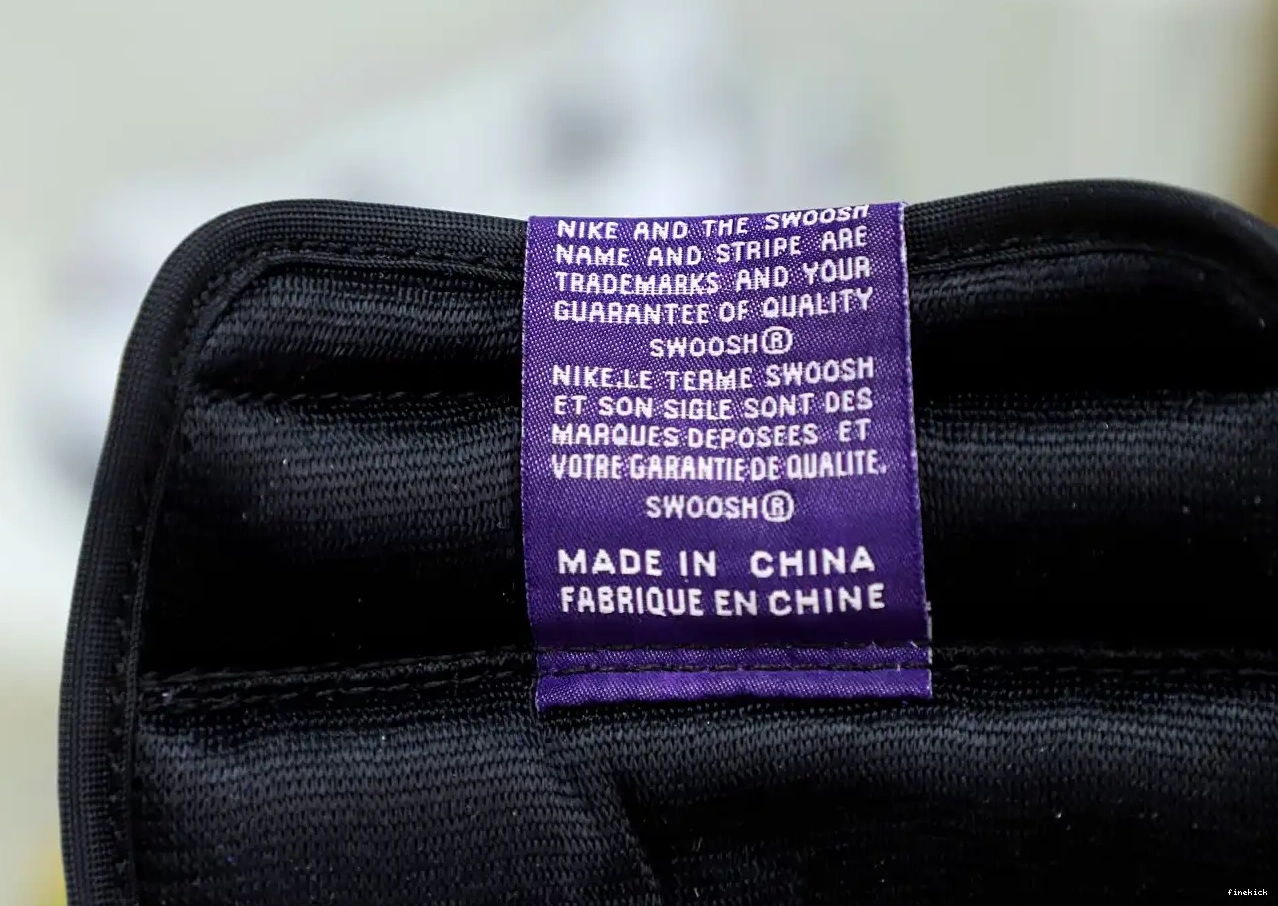 NIKE AND THE SWOOSH
NAME AND STRIPE ARE
TRADEMARKS AND YOUR
GUARANTEE OF QUALITY
SWOOSH®
NIKE.LE TERME SWOOSH
ET SON SIGLE SONT DES
MARQUES DEPOSEES ET
VOTRE GARANTIE DE QUALITE.
SWOOSH®
MADE IN CHINA
FABRIQUE EN CHINE
finekick